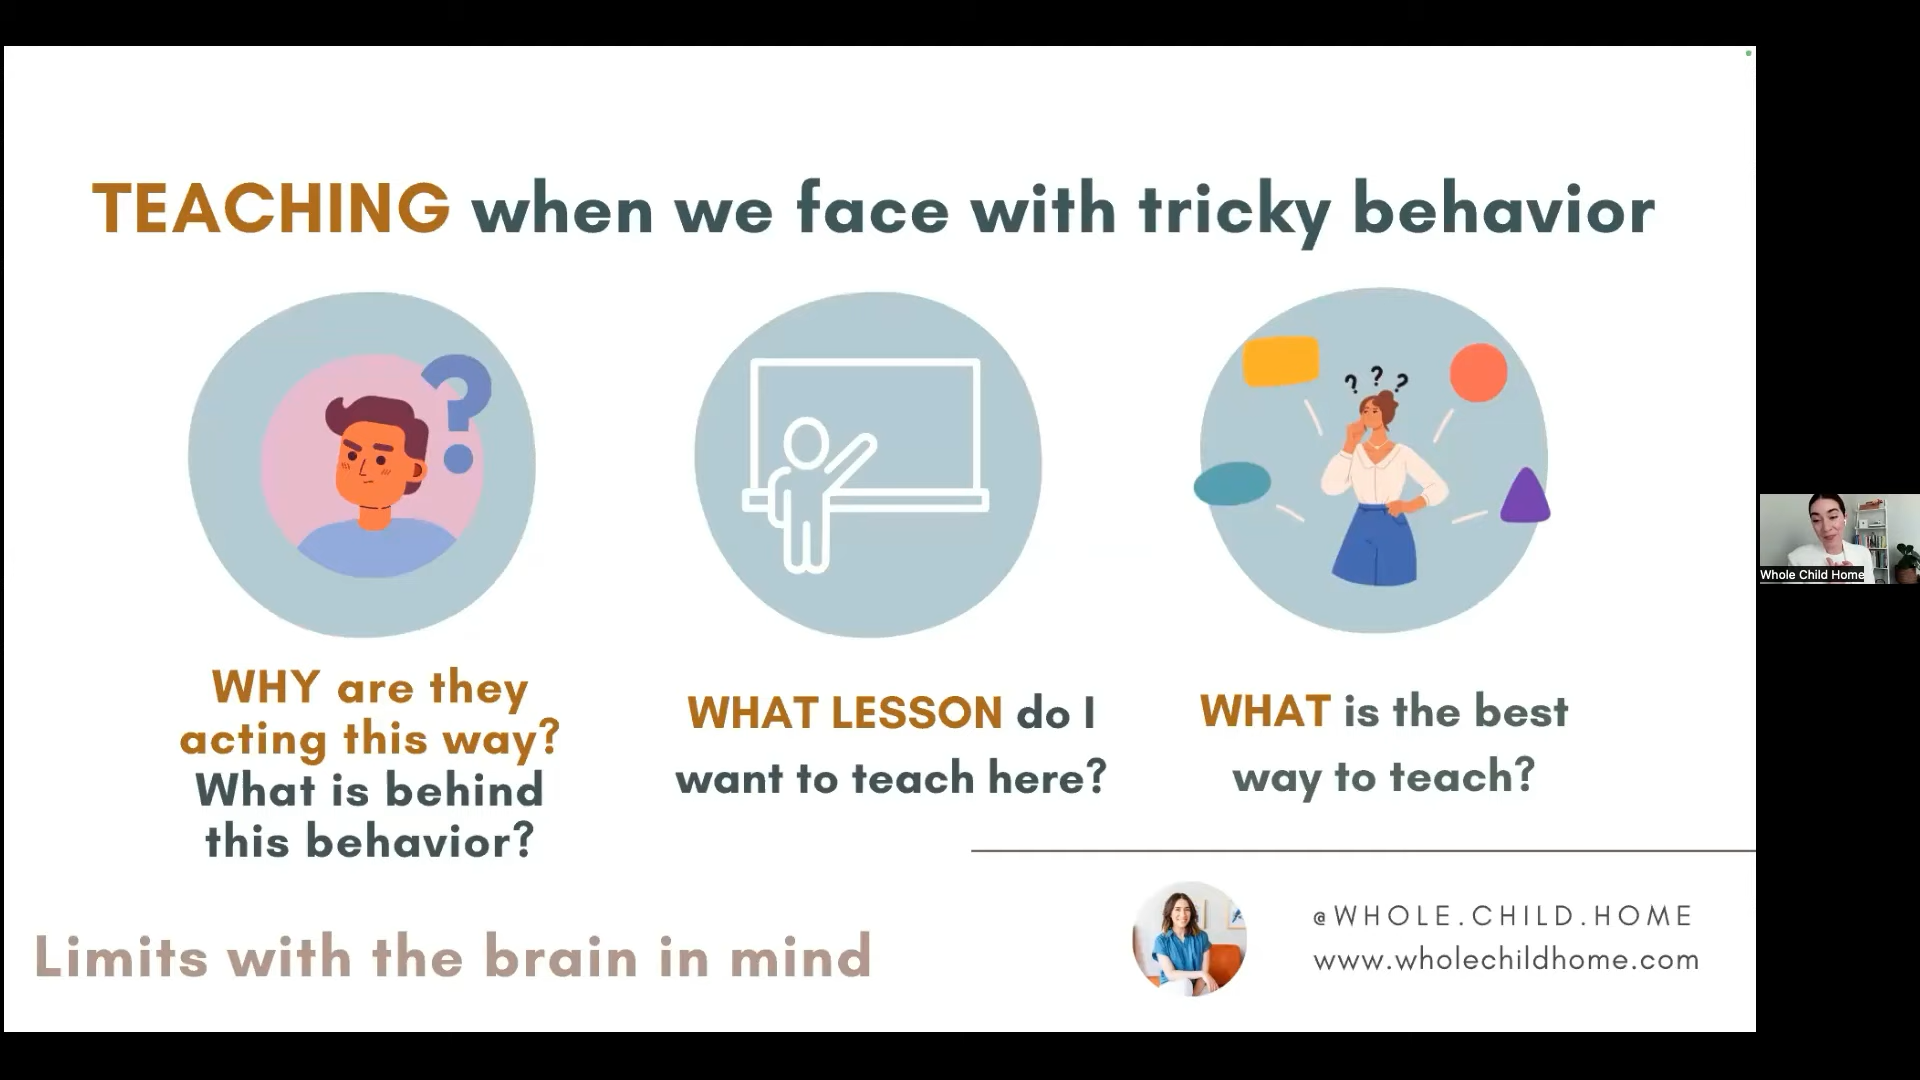 TEACHING when we face with tricky behavior
?
? ? ?
WHY are they
acting this way?
What is behind
this behavior?
WHAT LESSON do I
want to teach here?
WHAT is the best
way to teach?
Limits with the brain in mind
@WHOLE.CHILD.HOME
www.wholechildhome.com
Whole Child Home